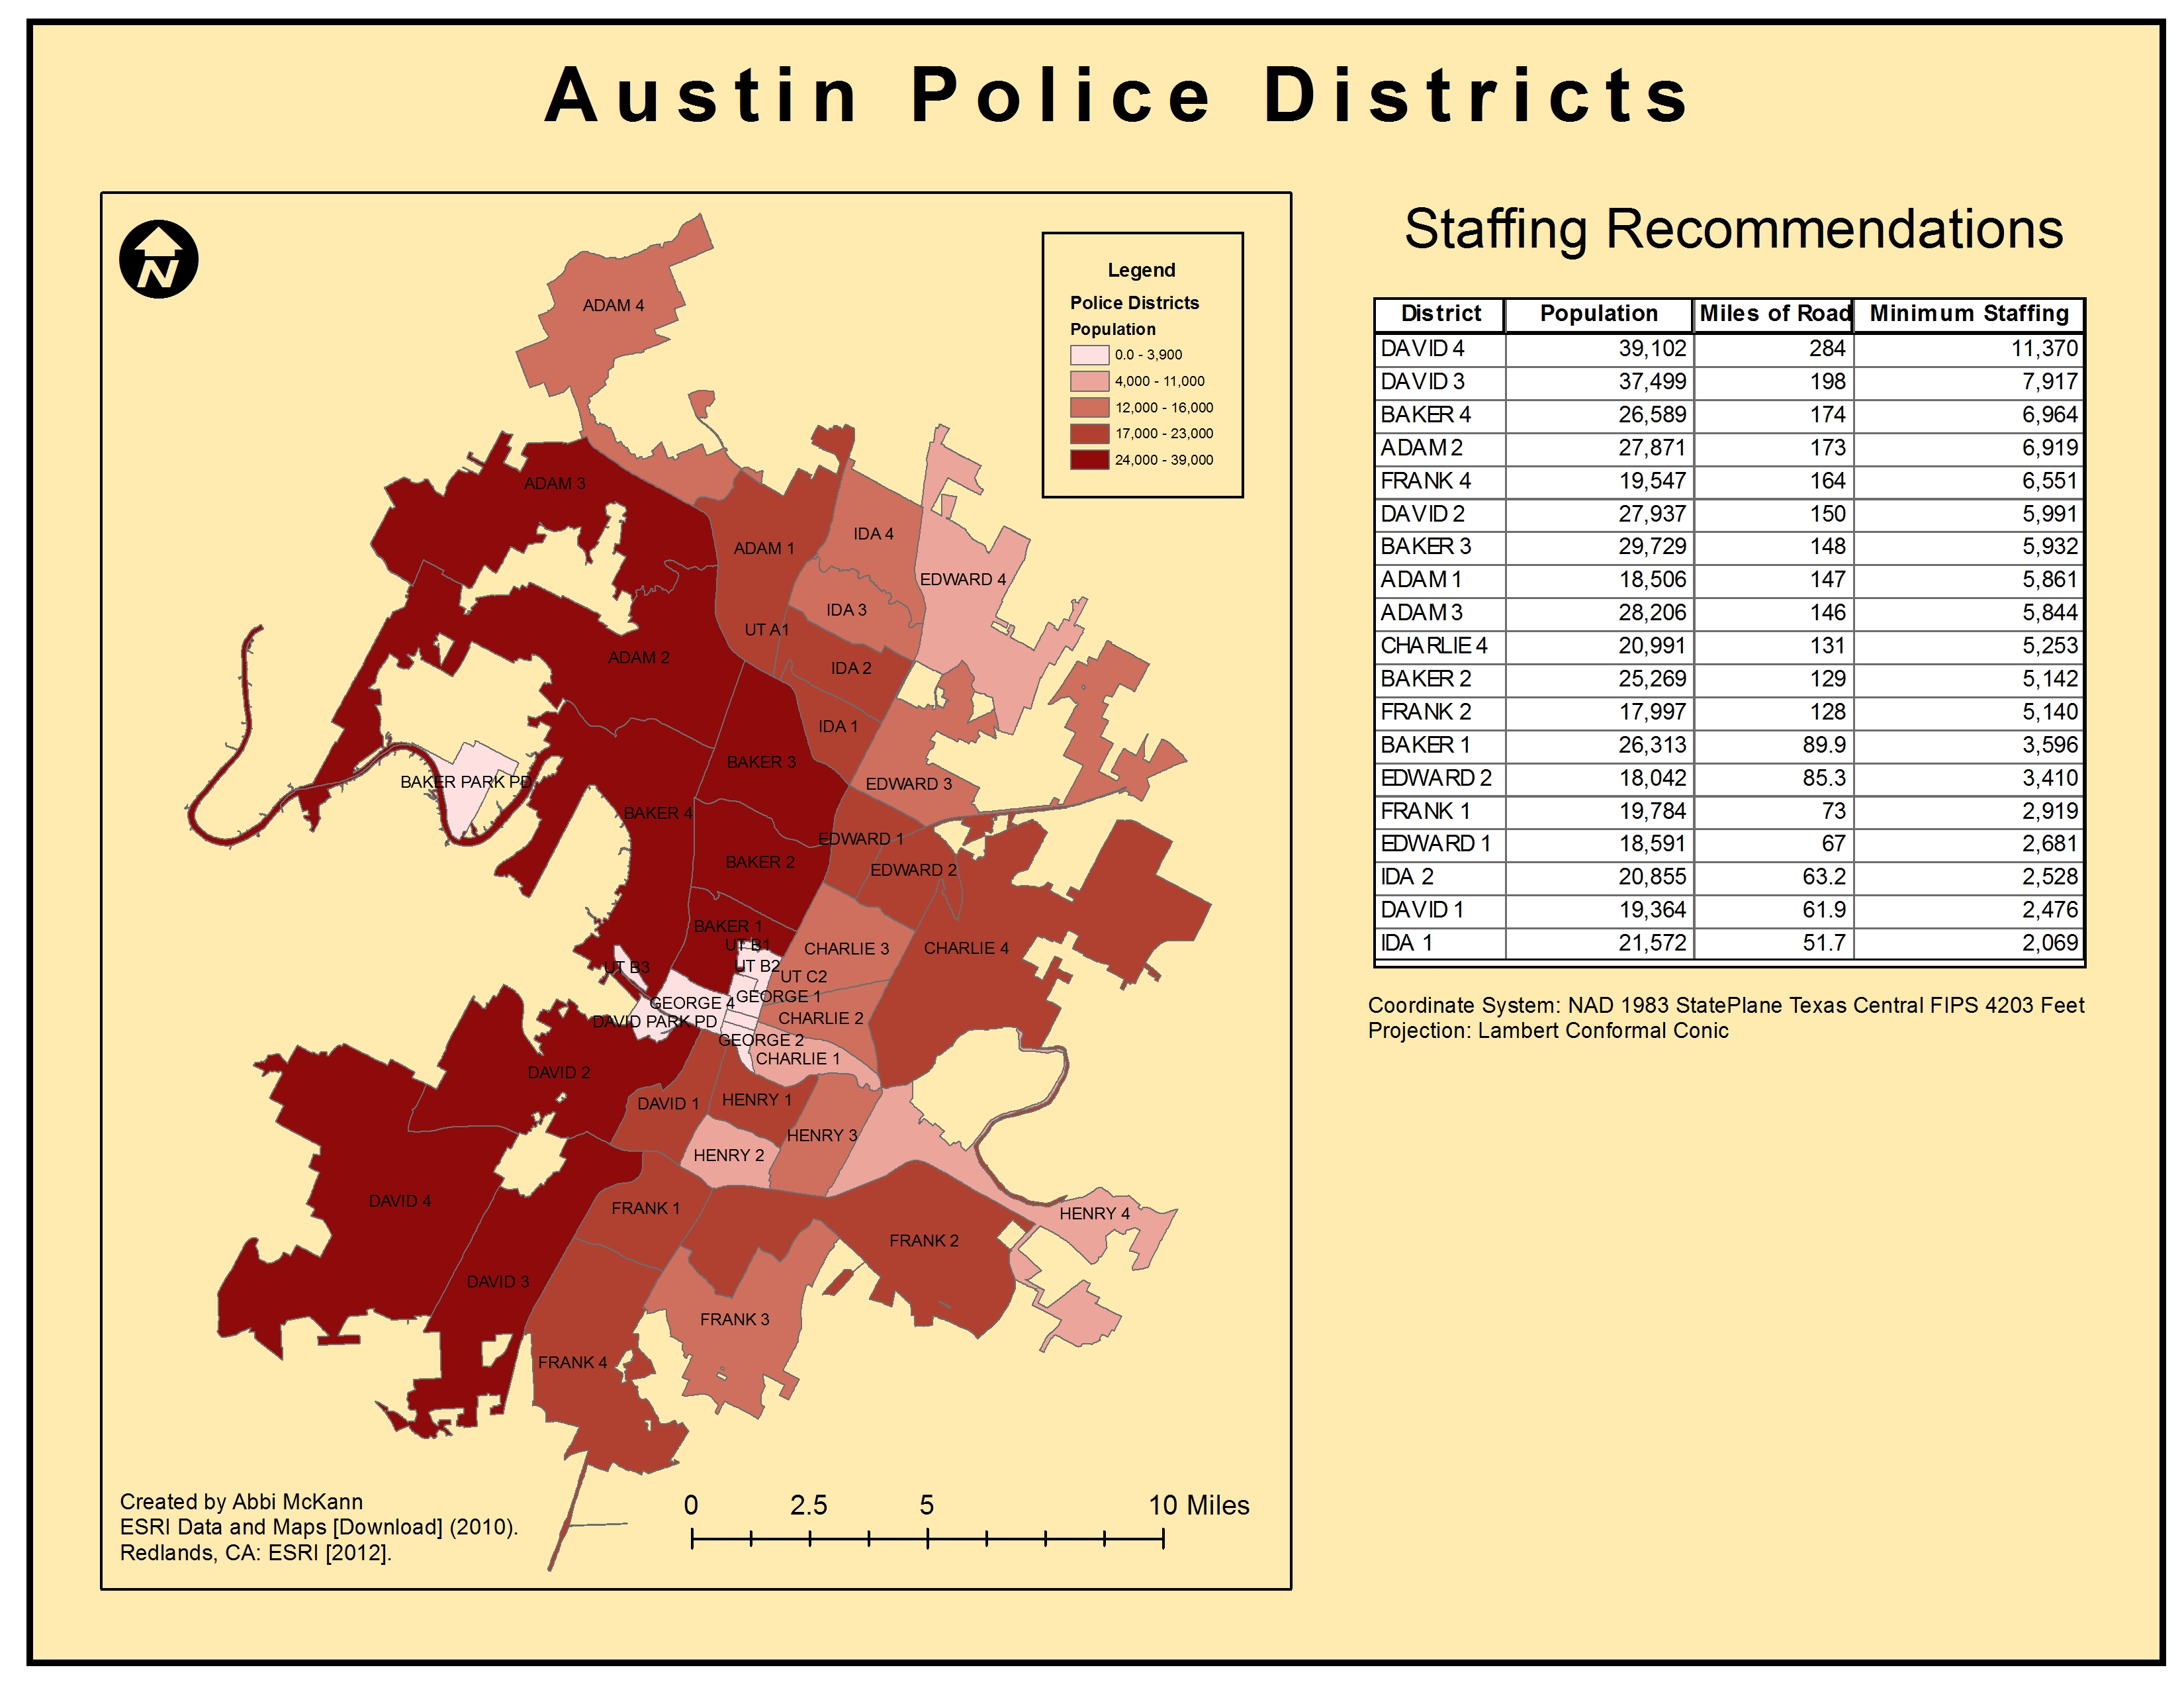 Austin Police Districts
N
Legend
Police Districts
Population
0.0 - 3,900
4,000 - 11,000
12,000 - 16,000
17,000 - 23,000
24,000 - 39,000
ADAM 4
ADAM 3
ADAM 1
IDA 4
EDWARD 4
IDA 3
UT A1
ADAM 2
IDA 2
IDA 1
BAKER 3
BAKER PARK PD
EDWARD 3
BAKER 4
EDWARD 1
BAKER 2
EDWARD 2
BAKER 1
UT B1
CHARLIE 3
CHARLIE 4
UT B3
UT B2
UT C2
GEORGE 4
GEORGE 1
DAVID PARK PD
CHARLIE 2
GEORGE 2
CHARLIE 1
DAVID 2
DAVID 1
HENRY 1
HENRY 3
HENRY 2
DAVID 4
FRANK 1
HENRY 4
FRANK 2
DAVID 3
FRANK 3
FRANK 4
Created by Abbi McKann
ESRI Data and Maps [Download] (2010).
Redlands, CA: ESRI [2012].
0 2.5 5 10 Miles
Staffing Recommendations
District Population Miles of Road Minimum Staffing
DAVID 4 39,102 284 11,370
DAVID 3 37,499 198 7,917
BAKER 4 26,589 174 6,964
ADAM 2 27,871 173 6,919
FRANK 4 19,547 164 6,551
DAVID 2 27,937 150 5,991
BAKER 3 29,729 148 5,932
ADAM 1 18,506 147 5,861
ADAM 3 28,206 146 5,844
CHARLIE 4 20,991 131 5,253
BAKER 2 25,269 129 5,142
FRANK 2 17,997 128 5,140
BAKER 1 26,313 89.9 3,596
EDWARD 2 18,042 85.3 3,410
FRANK 1 19,784 73 2,919
EDWARD 1 18,591 67 2,681
IDA 2 20,855 63.2 2,528
DAVID 1 19,364 61.9 2,476
IDA 1 21,572 51.7 2,069
Coordinate System: NAD 1983 StatePlane Texas Central FIPS 4203 Feet
Projection: Lambert Conformal Conic